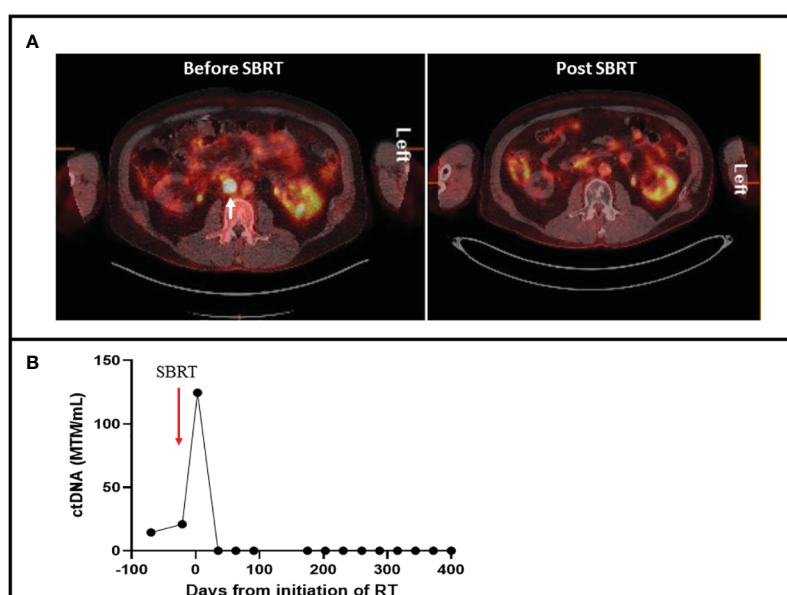 A
Before SBRT
Post SBRT
Left
Left
B
150
SBRT
100
50
0
ctDNA (MTM/mL)
-100
0
100
200
300
400
Days from initiation of RT